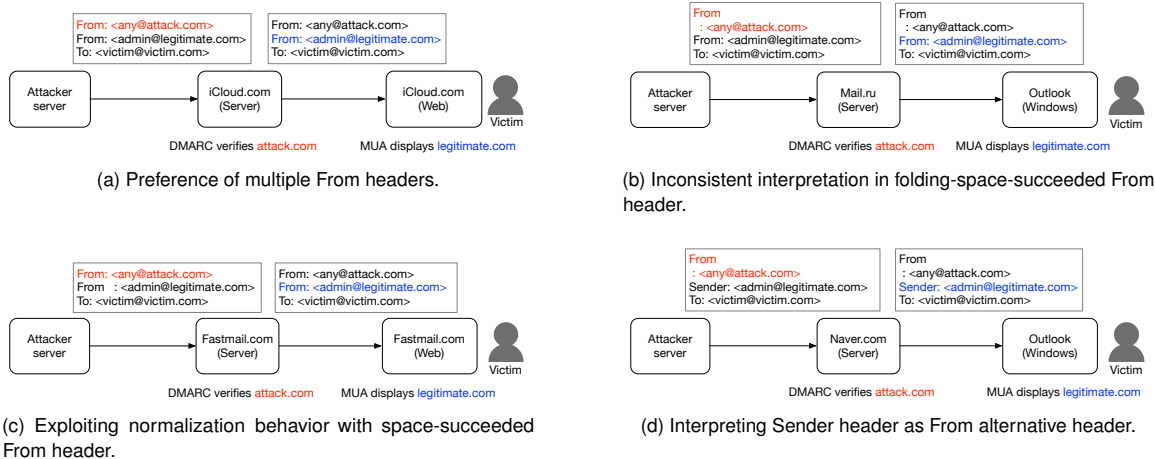 From: <any@attack.com>
From: <admin@legitimate.com>
To: <victim@victim.com>
From: <any@attack.com>
From: <admin@legitimate.com>
To: <victim@victim.com>
Attacker
server
iCloud.com
(Server)
iCloud.com
(Web)
Victim
DMARC verifies attack.com
MUA displays legitimate.com
(a) Preference of multiple From headers.
From
: <any@attack.com>
From: <admin@legitimate.com>
To: <victim@victim.com>
From
: <any@attack.com>
From: <admin@legitimate.com>
To: <victim@victim.com>
Attacker
server
Mail.ru
(Server)
Outlook
(Windows)
Victim
DMARC verifies attack.com
MUA displays legitimate.com
(b) Inconsistent interpretation in folding-space-succeeded From
header.
From: <any@attack.com>
From   : <admin@legitimate.com>
To: <victim@victim.com>
From: <any@attack.com>
From: <admin@legitimate.com>
To: <victim@victim.com>
Attacker
server
Fastmail.com
(Server)
Fastmail.com
(Web)
Victim
DMARC verifies attack.com
MUA displays legitimate.com
(c) Exploiting normalization behavior with space-succeeded
From header.
From
: <any@attack.com>
Sender: <admin@legitimate.com>
To: <victim@victim.com>
From
: <any@attack.com>
Sender: <admin@legitimate.com>
To: <victim@victim.com>
Attacker
server
Naver.com
(Server)
Outlook
(Windows)
Victim
DMARC verifies attack.com
MUA displays legitimate.com
(d) Interpreting Sender header as From alternative header.